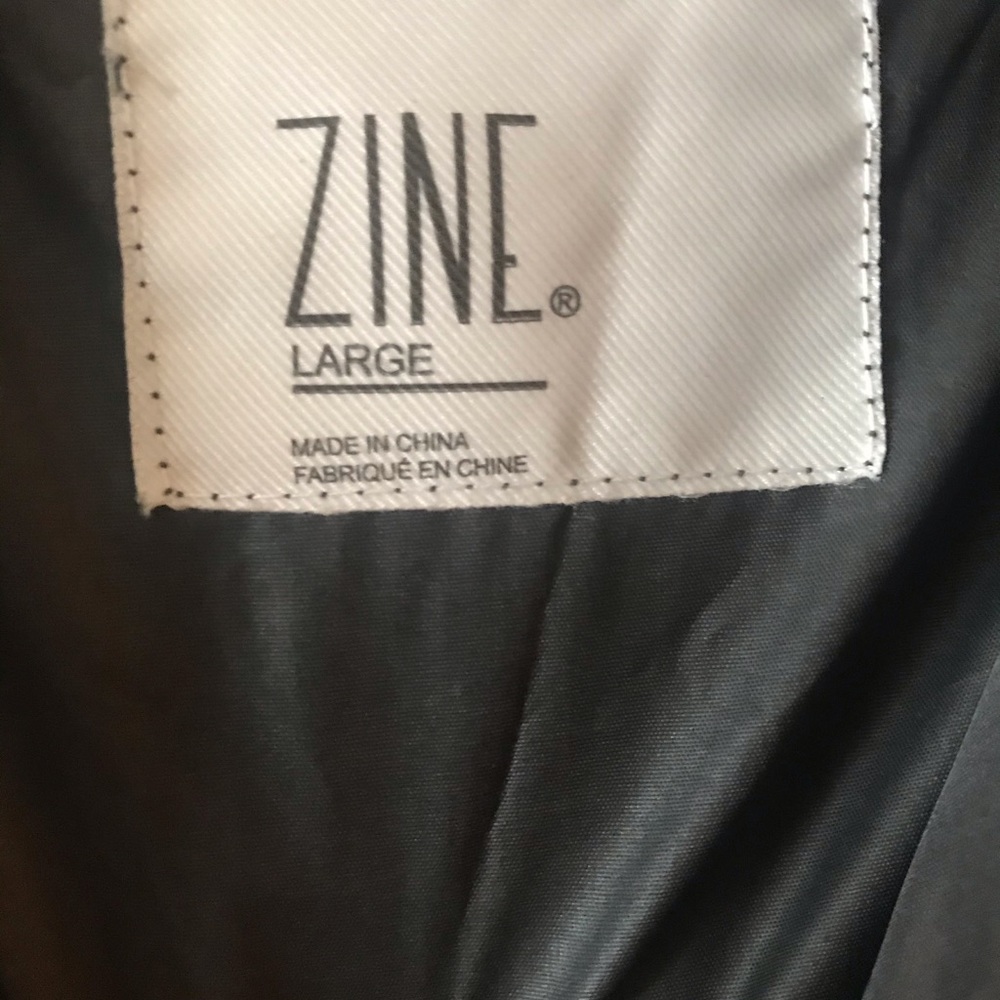 ZINE®
LARGE
MADE IN CHINA
FABRIQUÉ EN CHINE